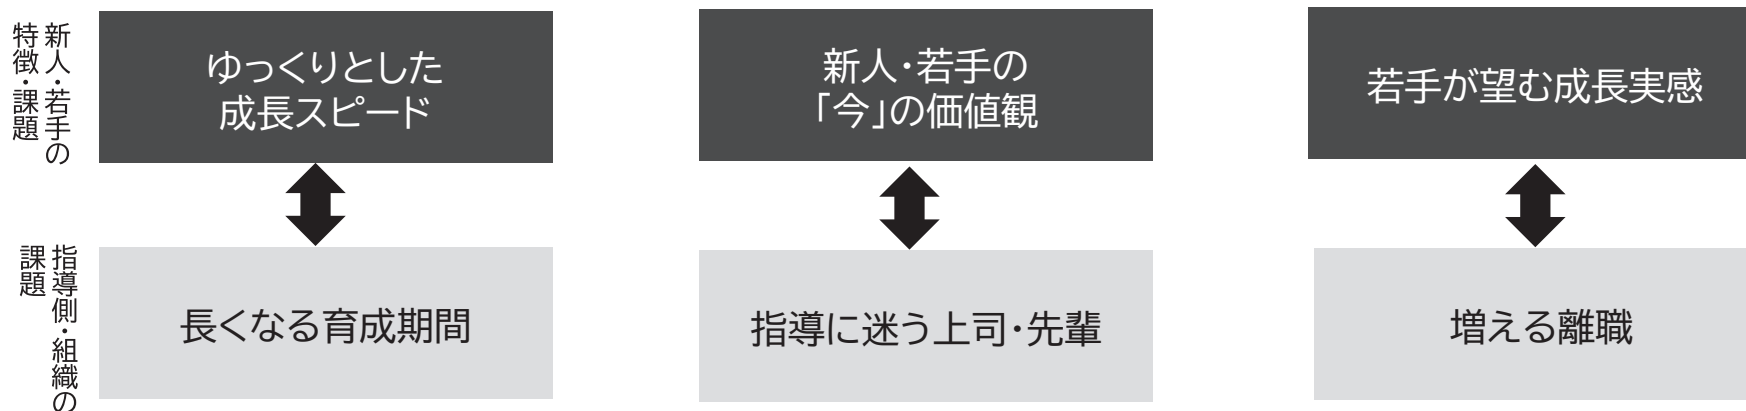 新人・若手の
特徴・課題
ゆっくりとした
成長スピード
新人・若手の
「今」の価値観
若手が望む成長実感
指導側・組織の
課題
長くなる育成期間
指導に迷う上司・先輩
増える離職